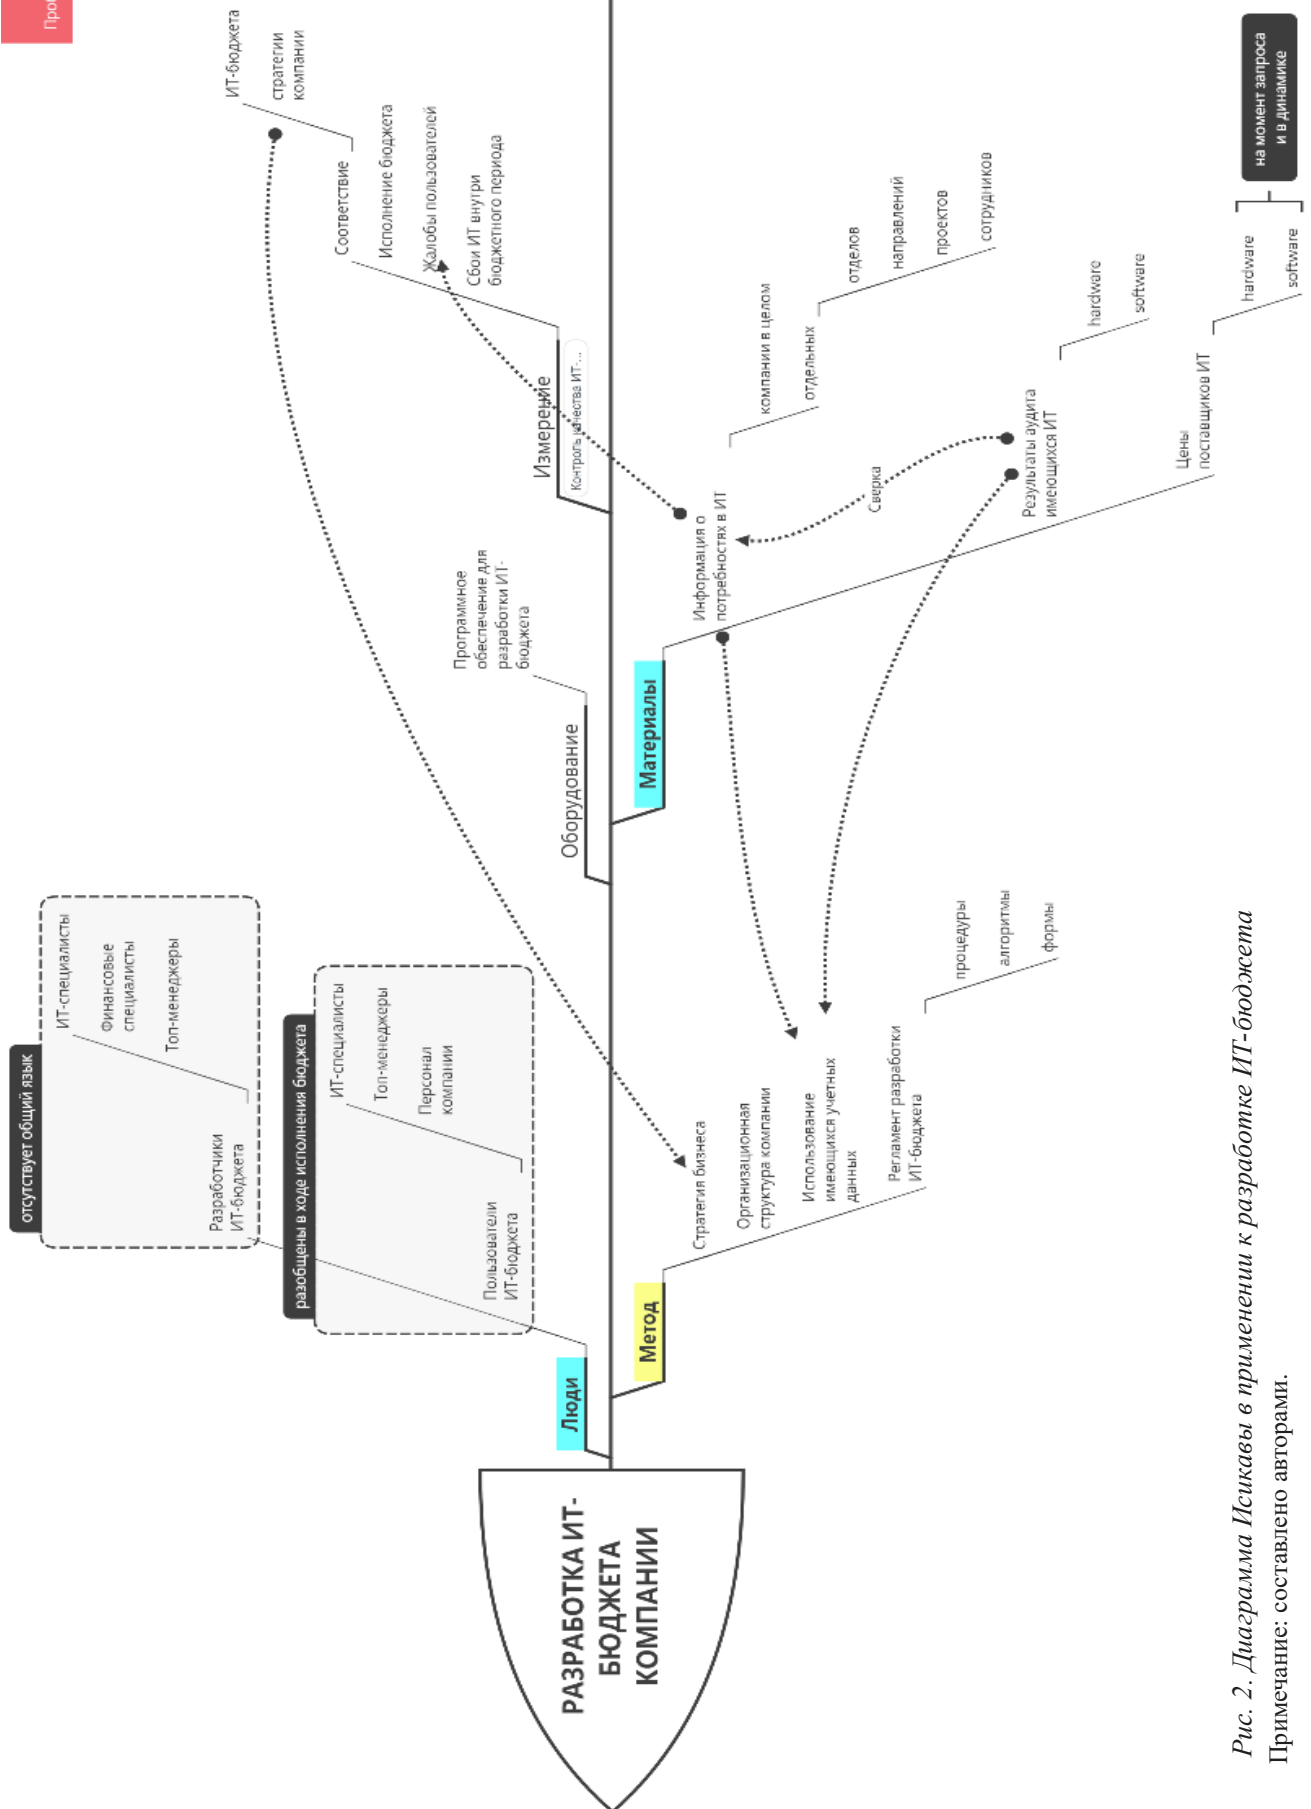 Проб
отсутствует общий язык
ИТ-специалисты
Финансовые
специалисты
Топ-менеджеры
Разработчики
ИТ-бюджета
разобщены в ходе исполнения бюджета
ИТ-специалисты
Топ-менеджеры
Персонал
компании
Пользователи
ИТ-бюджета
Люди
Программное
обеспечение для
разработки ИТ-
бюджета
Оборудование
ИТ-бюджета
стратегии
компании
Соответствие
Исполнение бюджета
Жалобы пользователей
Сбои ИТ внутри
бюджетного периода
Измерение
Контроль качества ИТ-...
РАЗРАБОТКА ИТ-
БЮДЖЕТА
КОМПАНИИ
Метод
Стратегия бизнеса
Организационная
структура компании
Использование
имеющихся учетных
данных
Регламент разработки
ИТ-бюджета
процедуры
алгоритмы
формы
Материалы
Информация о
потребностях в ИТ
компании в целом
отдельных
отделов
направлений
проектов
сотрудников
Сверка
Результаты аудита
имеющихся ИТ
hardware
software
Цены
поставщиков ИТ
hardware
software
на момент запроса
и в динамике
Рис. 2. Диаграмма Исикавы в применении к разработке ИТ-бюджета
Примечание: составлено авторами.